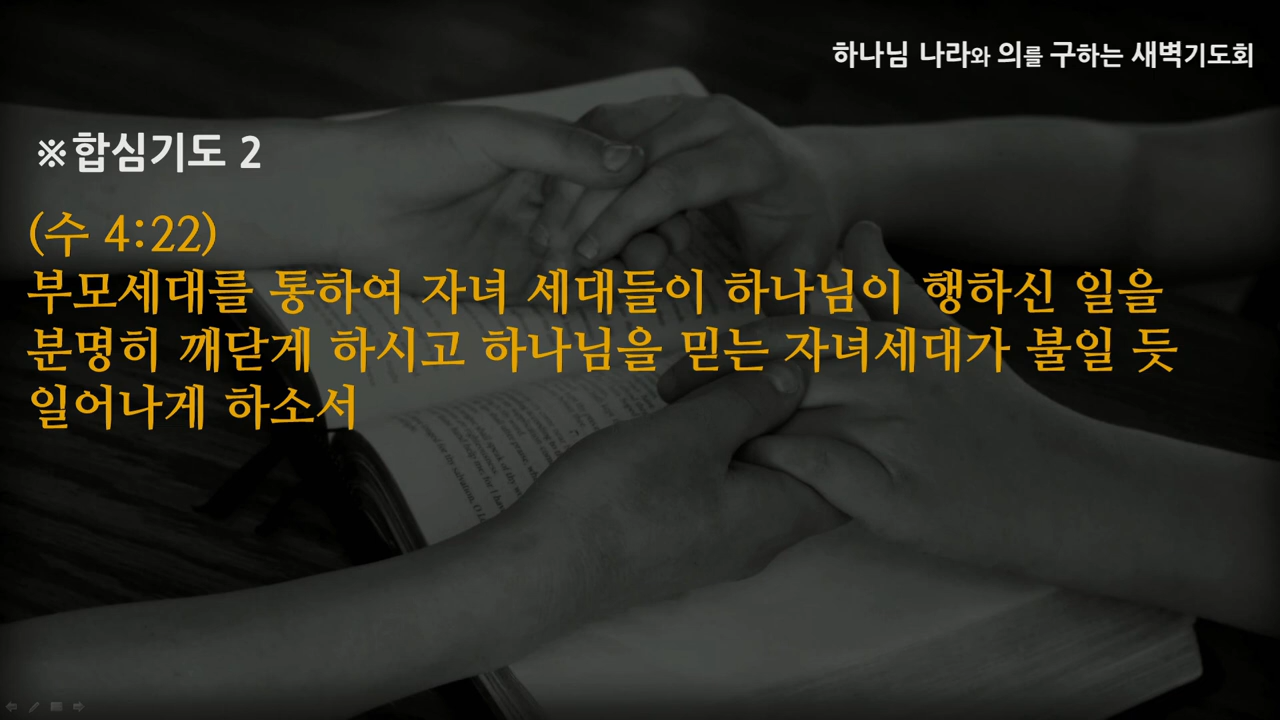 하나님 나라와 의를 구하는 새벽기도회
※합심기도 2
(수 4:22)
부모세대를 통하여 자녀 세대들이 하나님이 행하신 일을
분명히 깨닫게 하시고 하나님을 믿는 자녀세대가 불일 듯
일어나게 하소서